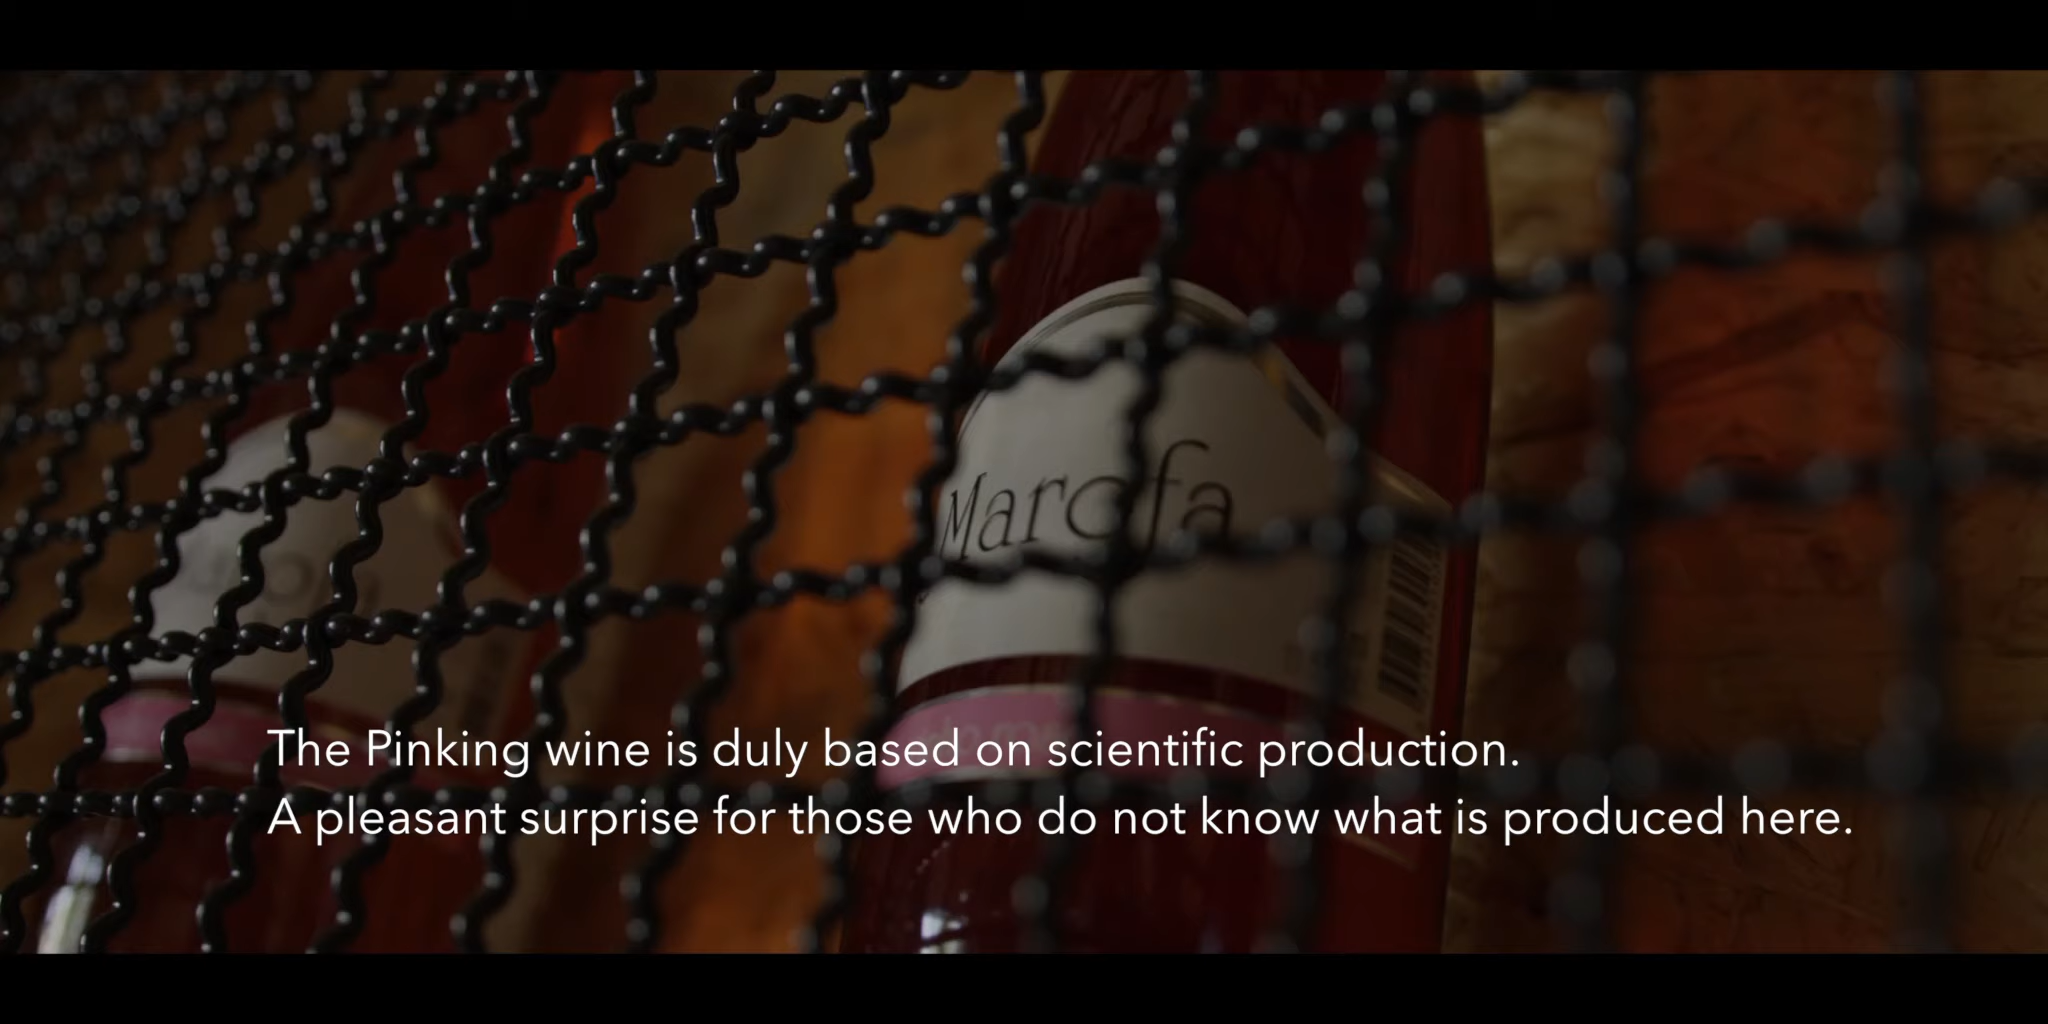 Marofa
The Pinking wine is duly based on scientific production.
A pleasant surprise for those who do not know what is produced here.